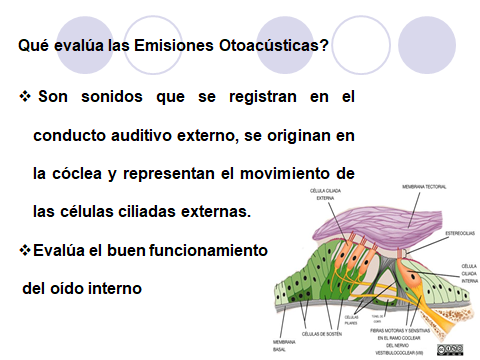 Qué evalúa las Emisiones Otoacústicas?
❖ Son sonidos que se registran en el
conducto auditivo externo, se originan en
la cóclea y representan el movimiento de
las células ciliadas externas.
❖Evalúa el buen funcionamiento
del oído interno
CÉLULA CILIADA
EXTERNA
MEMBRANA TECTORIAL
ESTEREOCILIAS
CÉLULA
CILIADA
INTERNA
CÉLULAS
PILARES
TÚNEL DE
CÉLULAS DE SOSTÉN
MEMBRANA
BASAL
FIBRAS MOTORAS Y SENSITIVAS
EN EL RAMO COCLEAR
DEL NERVIO
VESTIBULOCOCLEAR (VIII)